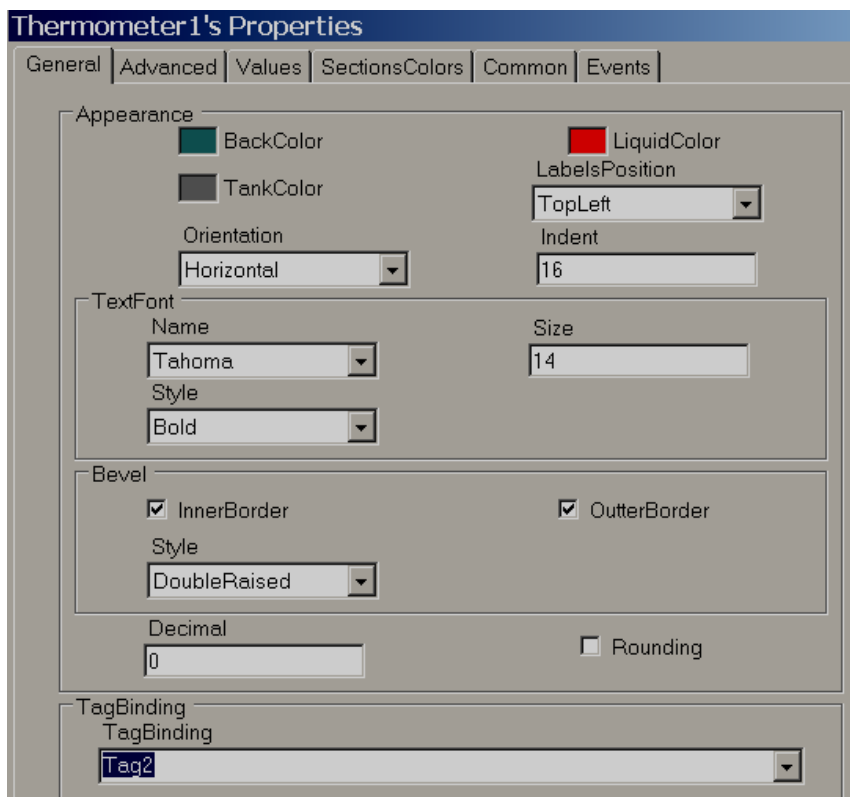 Thermometer1's Properties
General Advanced Values SectionsColors Common Events
Appearance
BackColor LiquidColor
TankColor LabelsPosition
TopLeft
Orientation Indent
Horizontal 16
TextFont
Name Size
Tahoma 14
Style
Bold
Bevel
InnerBorder OutterBorder
Style
DoubleRaised
Decimal
0 Rounding
TagBinding
TagBinding
Tag2